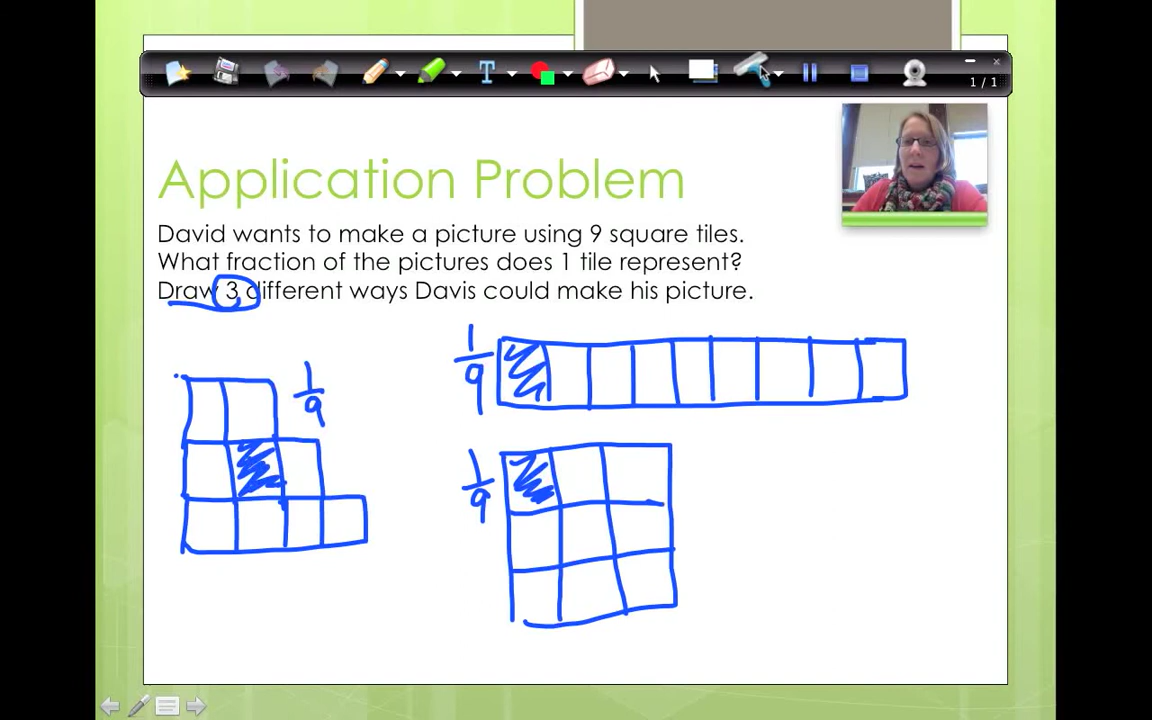 T
1 / 1
Application Problem
David wants to make a picture using 9 square tiles.
What fraction of the pictures does 1 tile represent?
Draw 3 different ways Davis could make his picture.
1/9
1/9
1/9